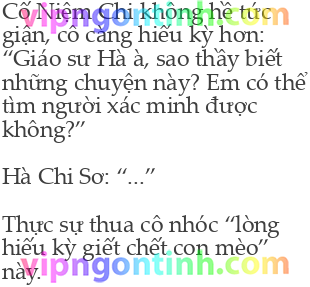 Cố Niệm Chi không hề tức
giận, cô càng hiếu kỳ hơn:
“Giáo sư Hà à, sao thầy biết
những chuyện này? Em có thể
tìm người xác minh được
không?”
Hà Chi Sơ: “...”
Thực sự thua cô nhóc “lòng
hiếu kỳ giết chết con mèo”
này.
vipngontinh.com
vipngontinh.com